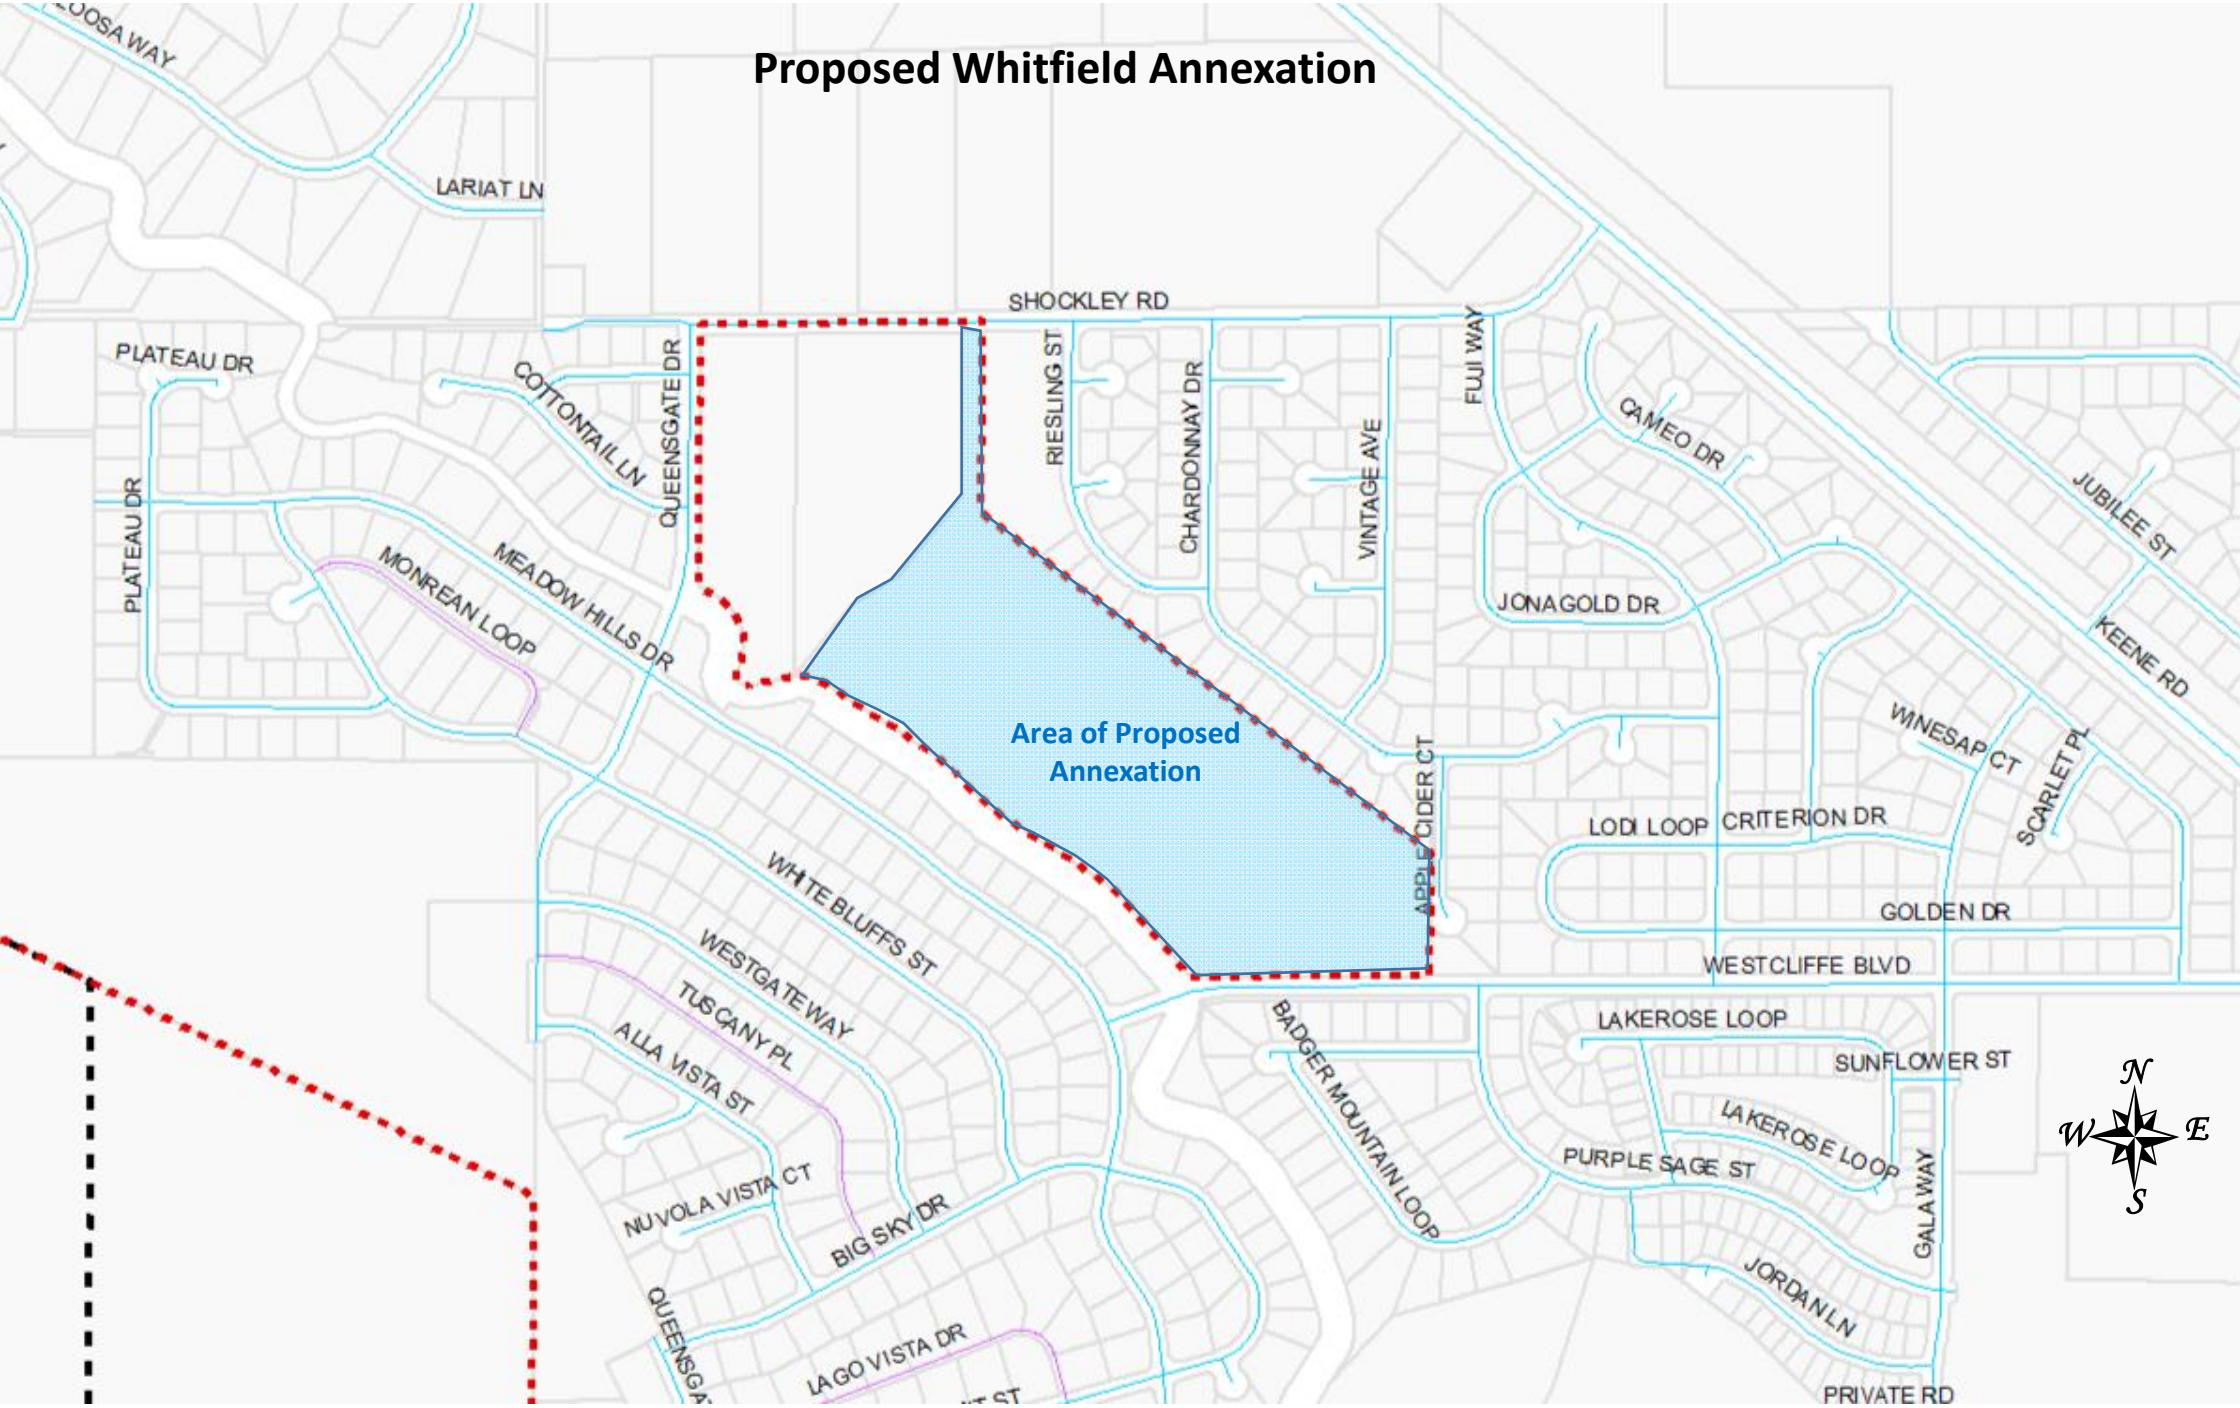 LOOSA WAY
Proposed Whitfield Annexation
LARIAT LN
SHOCKLEY RD
PLATEAU DR
COTTONTAIL LN
QUEENSGATE DR
RIESLING ST
CHARDONNAY DR
VINTAGE AVE
FUJI WAY
CAMEO DR
JUBILEE ST
PLATEAU DR
MONREAN LOOP
MEADOW HILLS DR
JONAGOLD DR
KEENE RD
Area of Proposed
Annexation
APPLE CIDER CT
WINESAP CT
SCARLET PL
LODI LOOP
CRITERION DR
WHITE BLUFFS ST
GOLDEN DR
WESTGATE WAY
WESTCLIFFE BLVD
TUSCANY PL
ALLA VISTA ST
BADGER MOUNTAIN LOOP
LAKEROSE LOOP
SUNFLOWER ST
N
W
E
S
LAKEROSE LOOP
PURPLE SAGE ST
GALA WAY
NUVOLA VISTA CT
BIG SKY DR
JORDAN LN
QUEENSGAT
LAGO VISTA DR
ST
PRIVATE RD